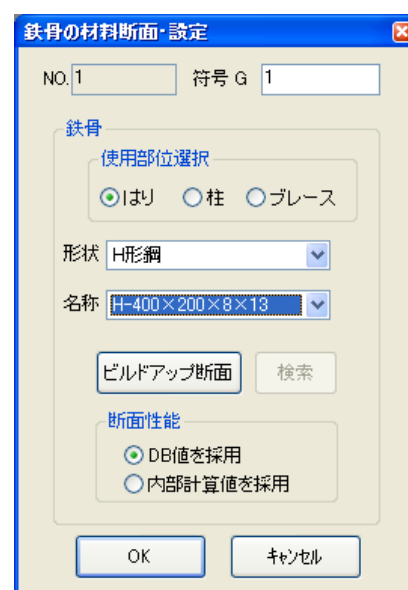 鉄骨の材料断面・設定
NO. 1 符号 G 1
鉄骨
使用部位選択
はり 柱 ブレース
形状 H形鋼
名称 H-400×200×8×13
ビルドアップ断面 検索
断面性能
DB値を採用
内部計算値を採用
OK キャンセル